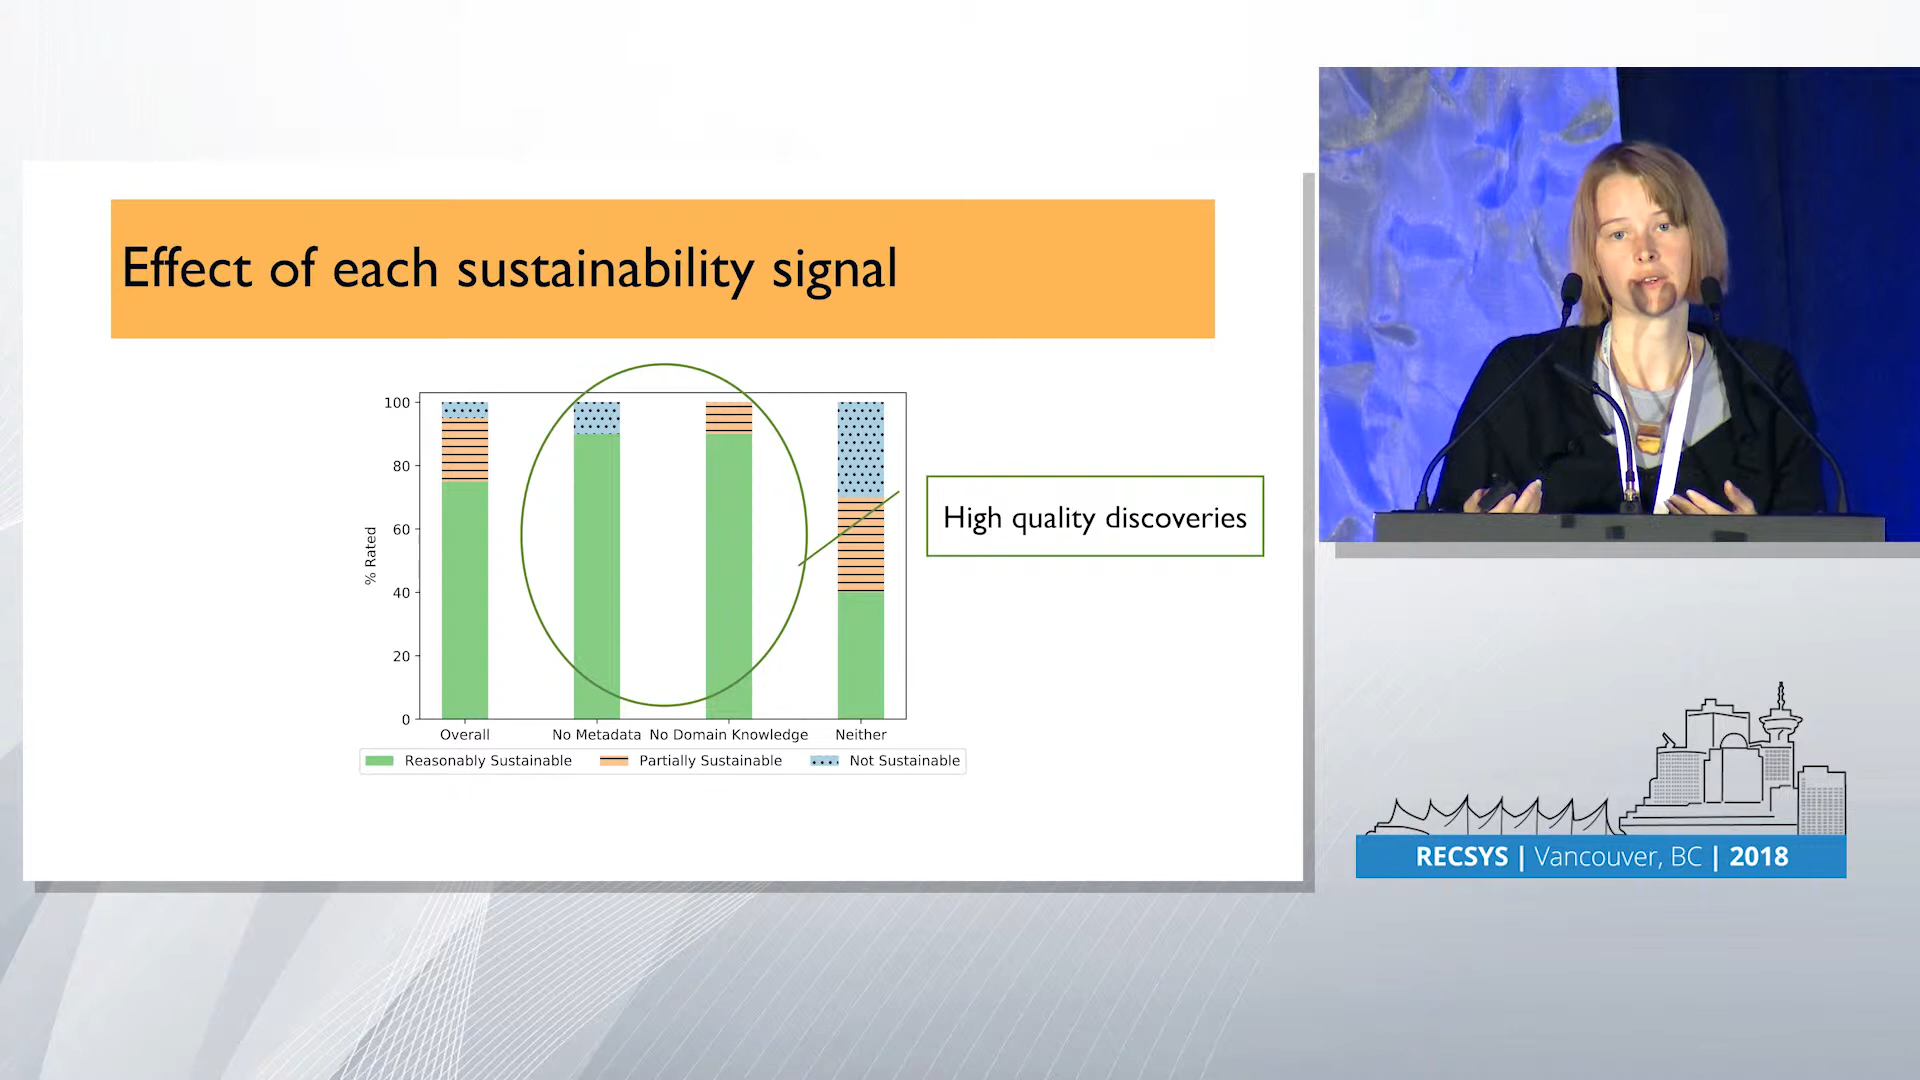 Effect of each sustainability signal
100
80
60
40
20
0
% Rated
Overall
No Metadata
No Domain Knowledge
Neither
Reasonably Sustainable
Partially Sustainable
Not Sustainable
High quality discoveries
RECSYS | Vancouver, BC | 2018